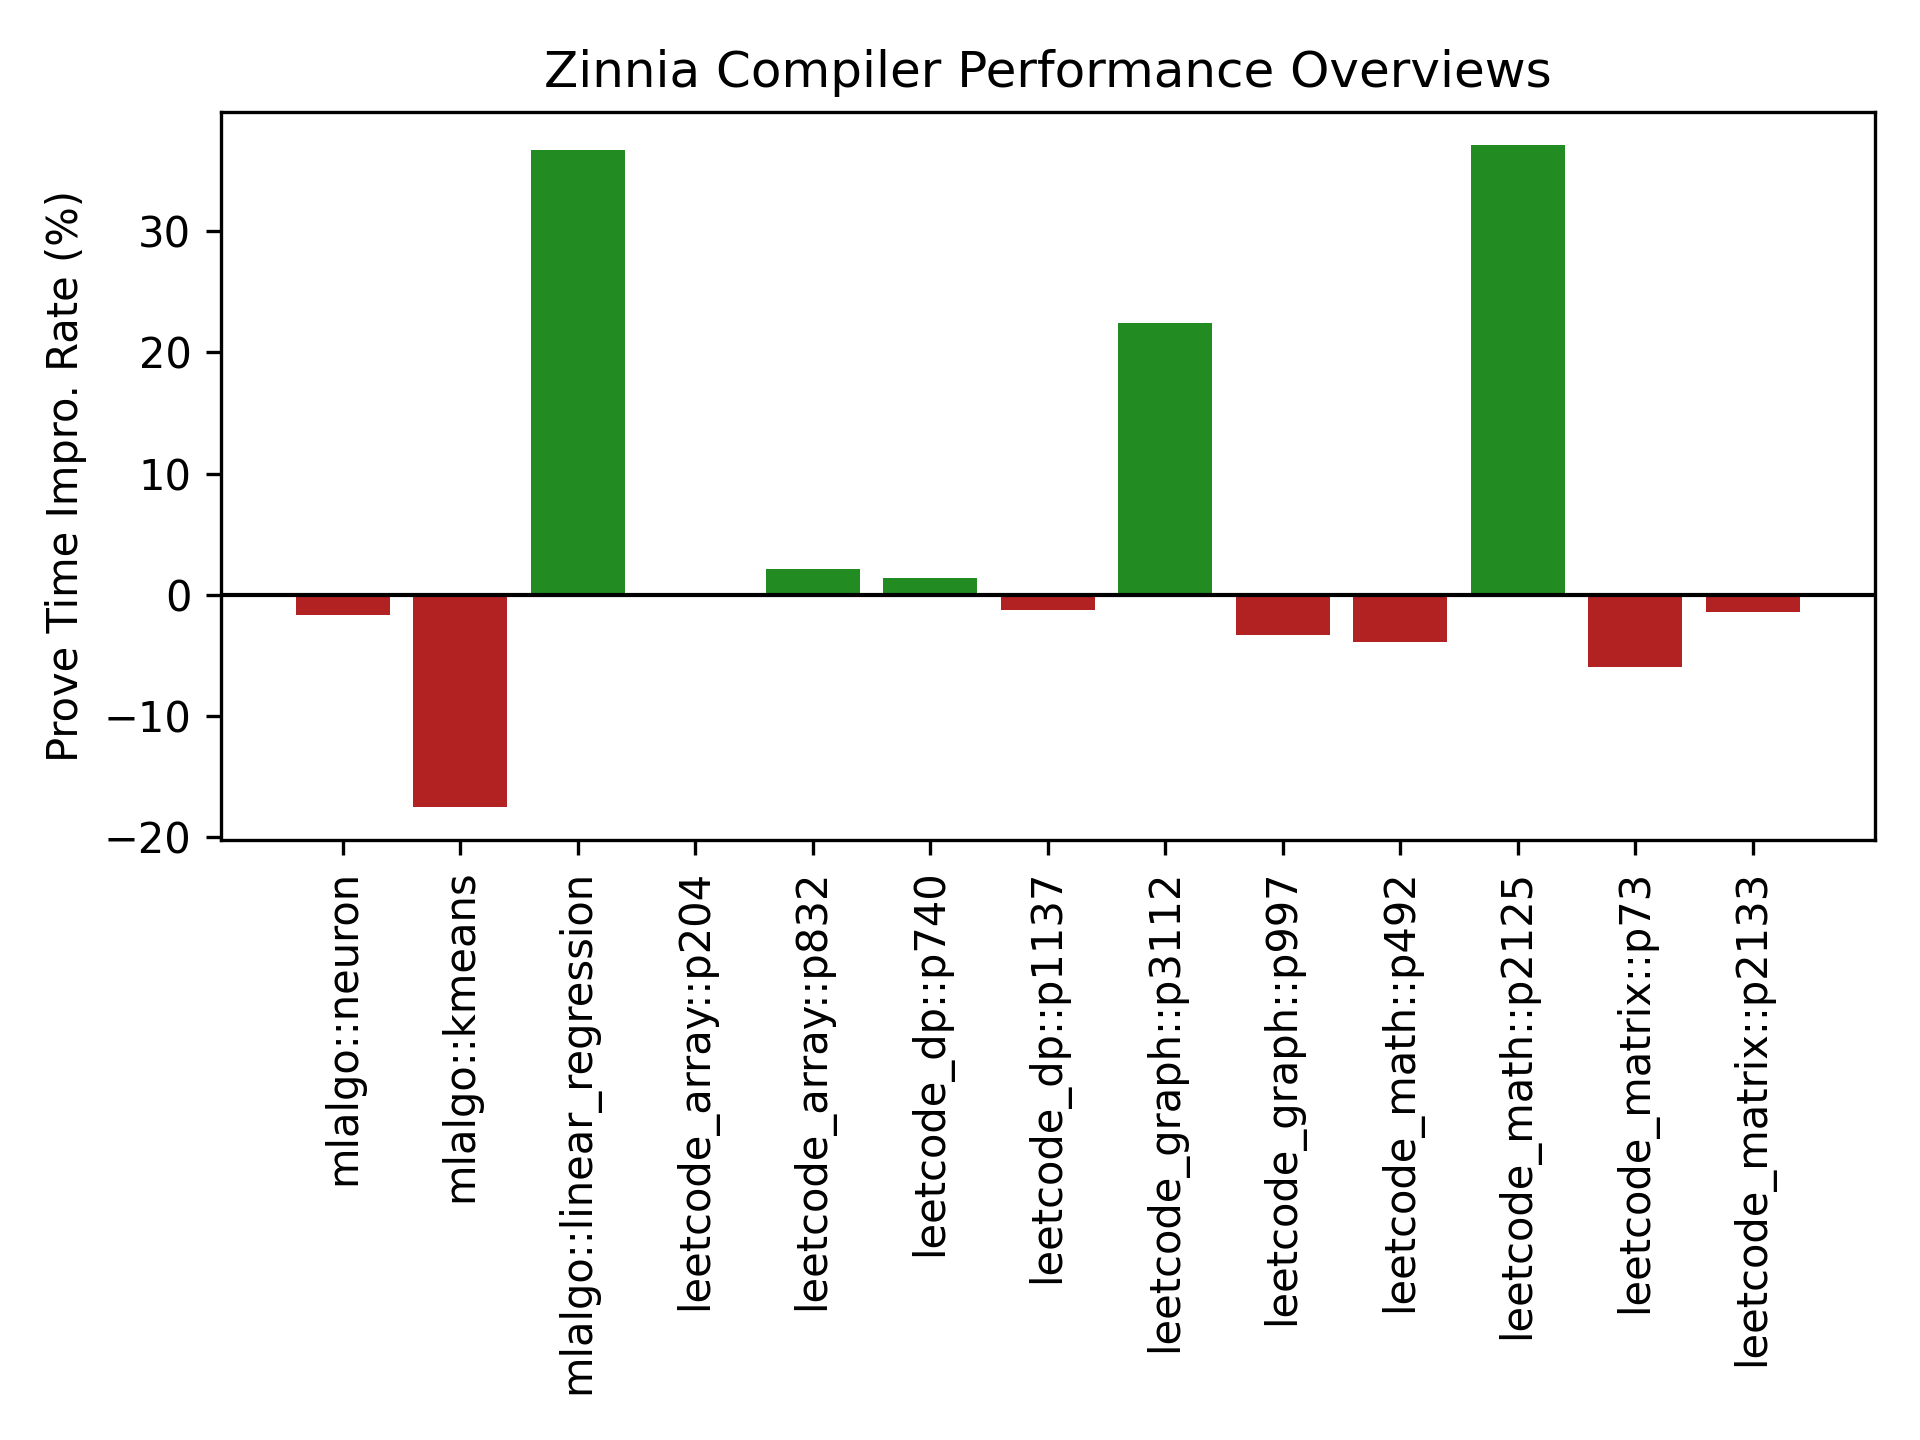 Zinnia Compiler Performance Overviews
Prove Time Impro. Rate (%)
30
20
10
0
−10
−20
mlalgo::neuron
mlalgo::kmeans
mlalgo::linear_regression
leetcode_array::p204
leetcode_array::p832
leetcode_dp::p740
leetcode_dp::p1137
leetcode_graph::p3112
leetcode_graph::p997
leetcode_math::p492
leetcode_math::p2125
leetcode_matrix::p73
leetcode_matrix::p2133